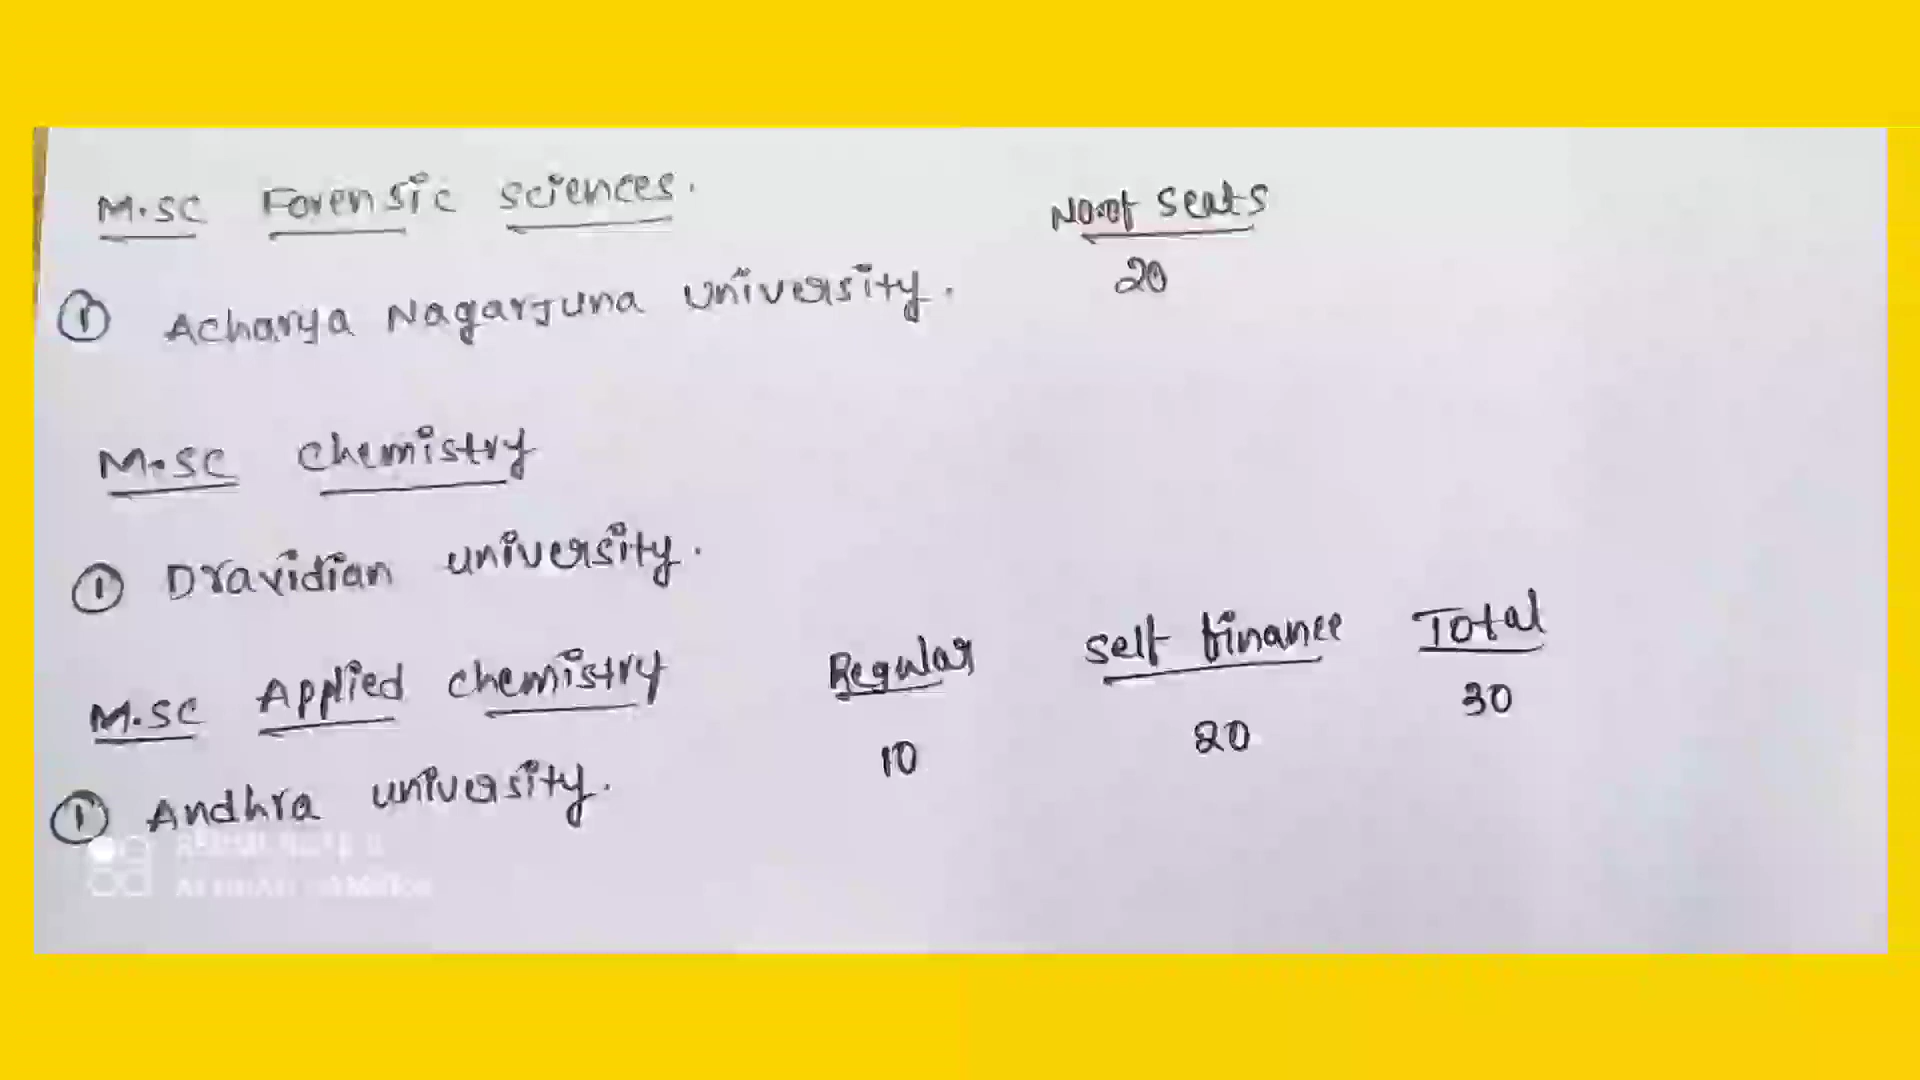 M.SC Forensic sciences.
No.of seats
① Acharya Nagarjuna university.
20
M.SC chemistry
① Dravidian university.
M.SC Applied chemistry
Regular
self finance
Total
① Andhra university.
10
20
30